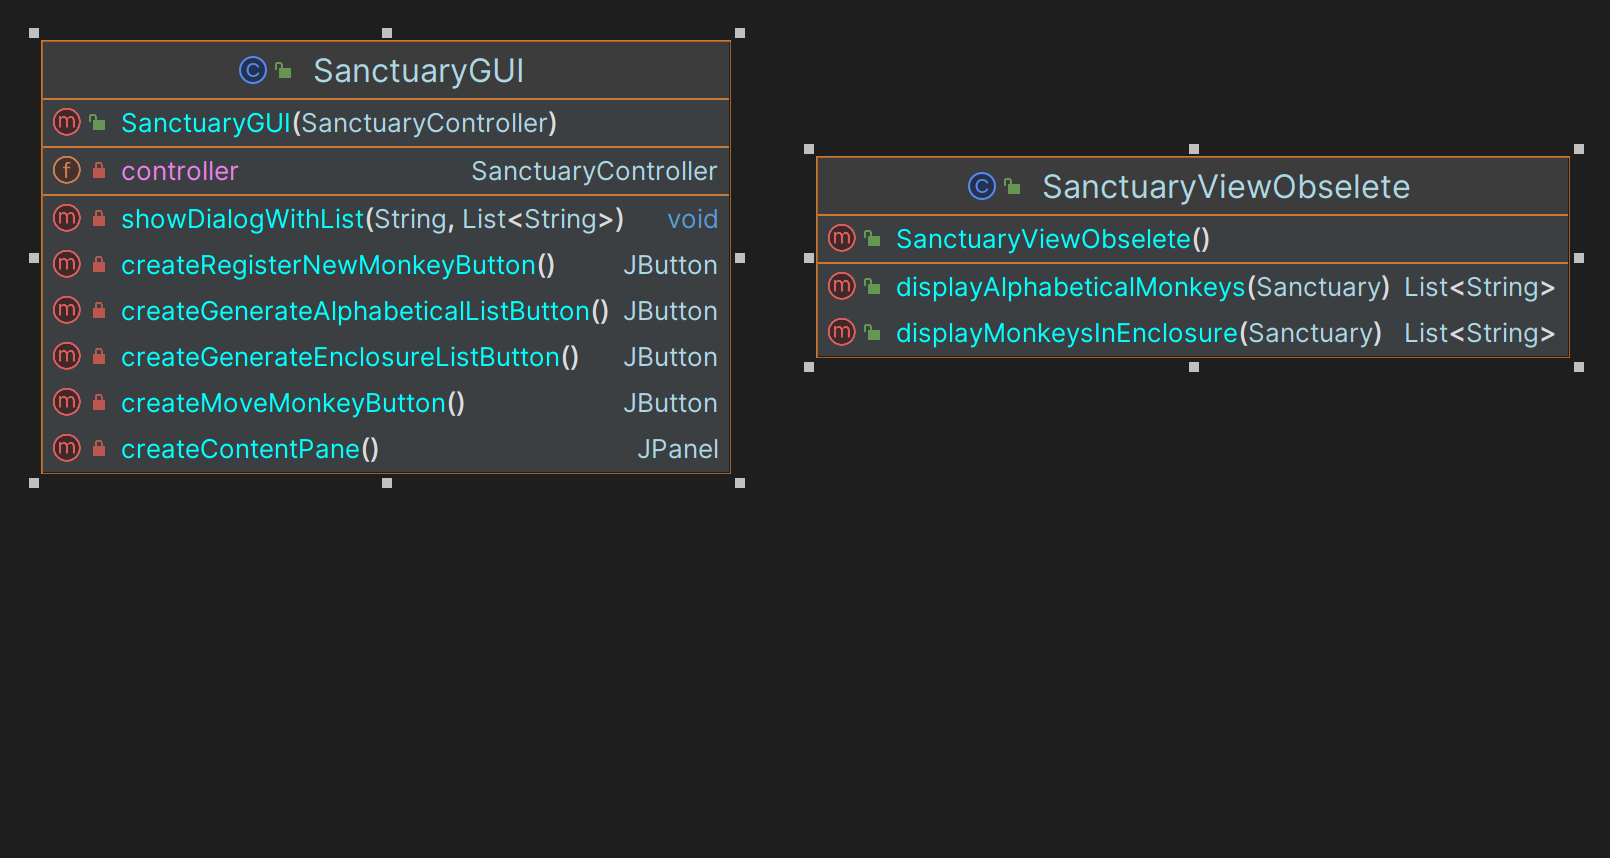 SanctuaryGUI
SanctuaryGUI(SanctuaryController)
controller SanctuaryController
showDialogWithList(String, List<String>) void
createRegisterNewMonkeyButton() JButton
createGenerateAlphabeticalListButton() JButton
createGenerateEnclosureListButton() JButton
createMoveMonkeyButton() JButton
createContentPane() JPanel
SanctuaryViewObselete
SanctuaryViewObselete()
displayAlphabeticalMonkeys(Sanctuary) List<String>
displayMonkeysInEnclosure(Sanctuary) List<String>